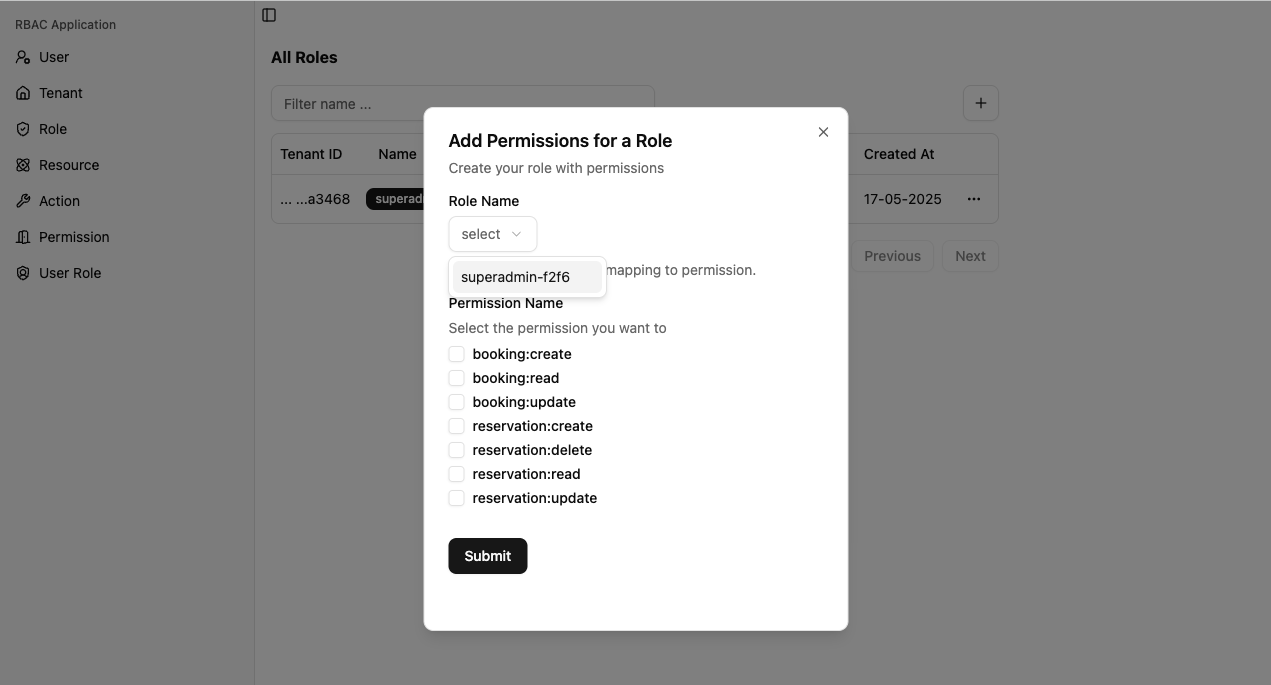 RBAC Application
User
Tenant
Role
Resource
Action
Permission
User Role
All Roles
Filter name ...
Tenant ID Name Created At
... ...a3468 superad 17-05-2025 ...
Previous Next
Add Permissions for a Role
Create your role with permissions
Role Name
select
superadmin-f2f6
mapping to permission.
Permission Name
Select the permission you want to
booking:create
booking:read
booking:update
reservation:create
reservation:delete
reservation:read
reservation:update
Submit